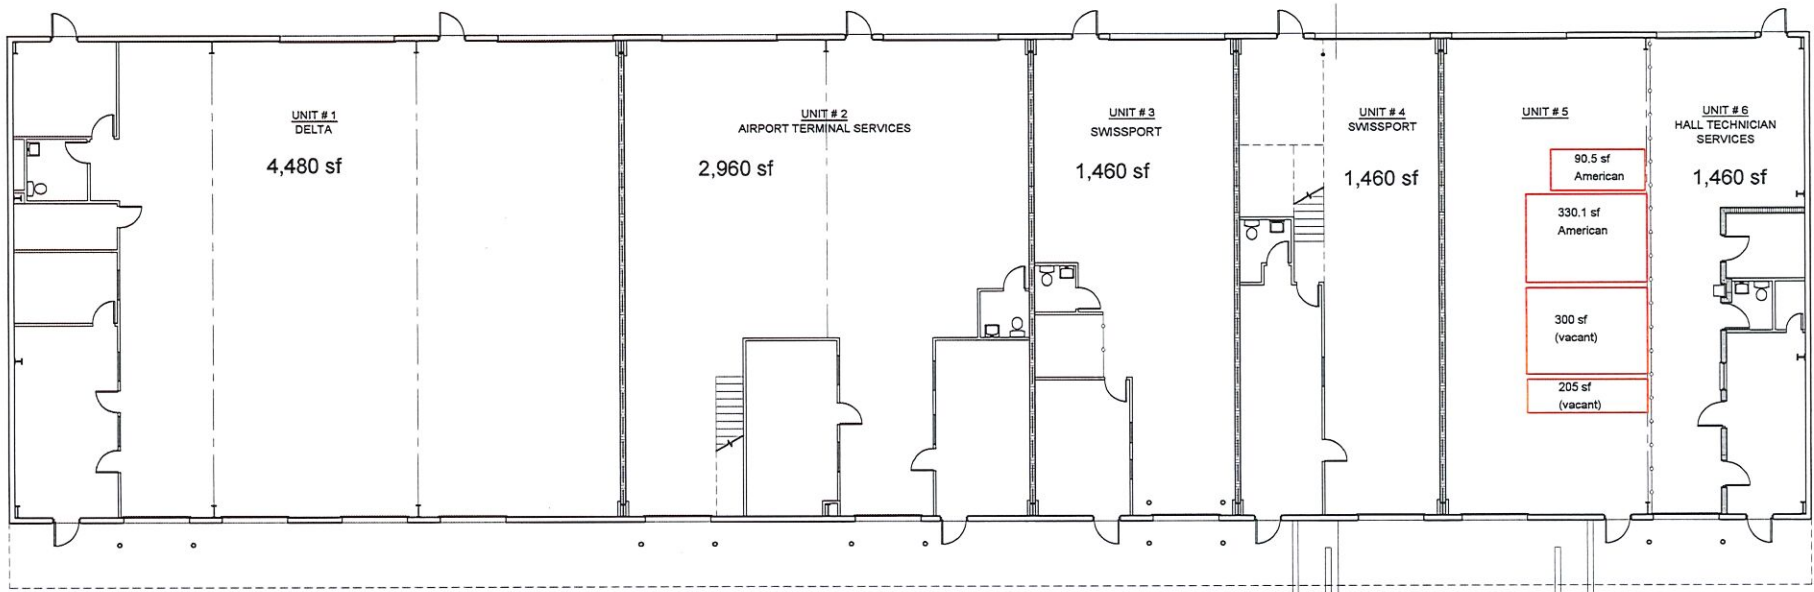 UNIT # 1
DELTA
4,480 sf
UNIT # 2
AIRPORT TERMINAL SERVICES
2,960 sf
UNIT # 3
SWISSPORT
1,460 sf
UNIT # 4
SWISSPORT
1,460 sf
UNIT # 5
90.5 sf
American
330.1 sf
American
300 sf
(vacant)
205 sf
(vacant)
UNIT # 6
HALL TECHNICIAN
SERVICES
1,460 sf